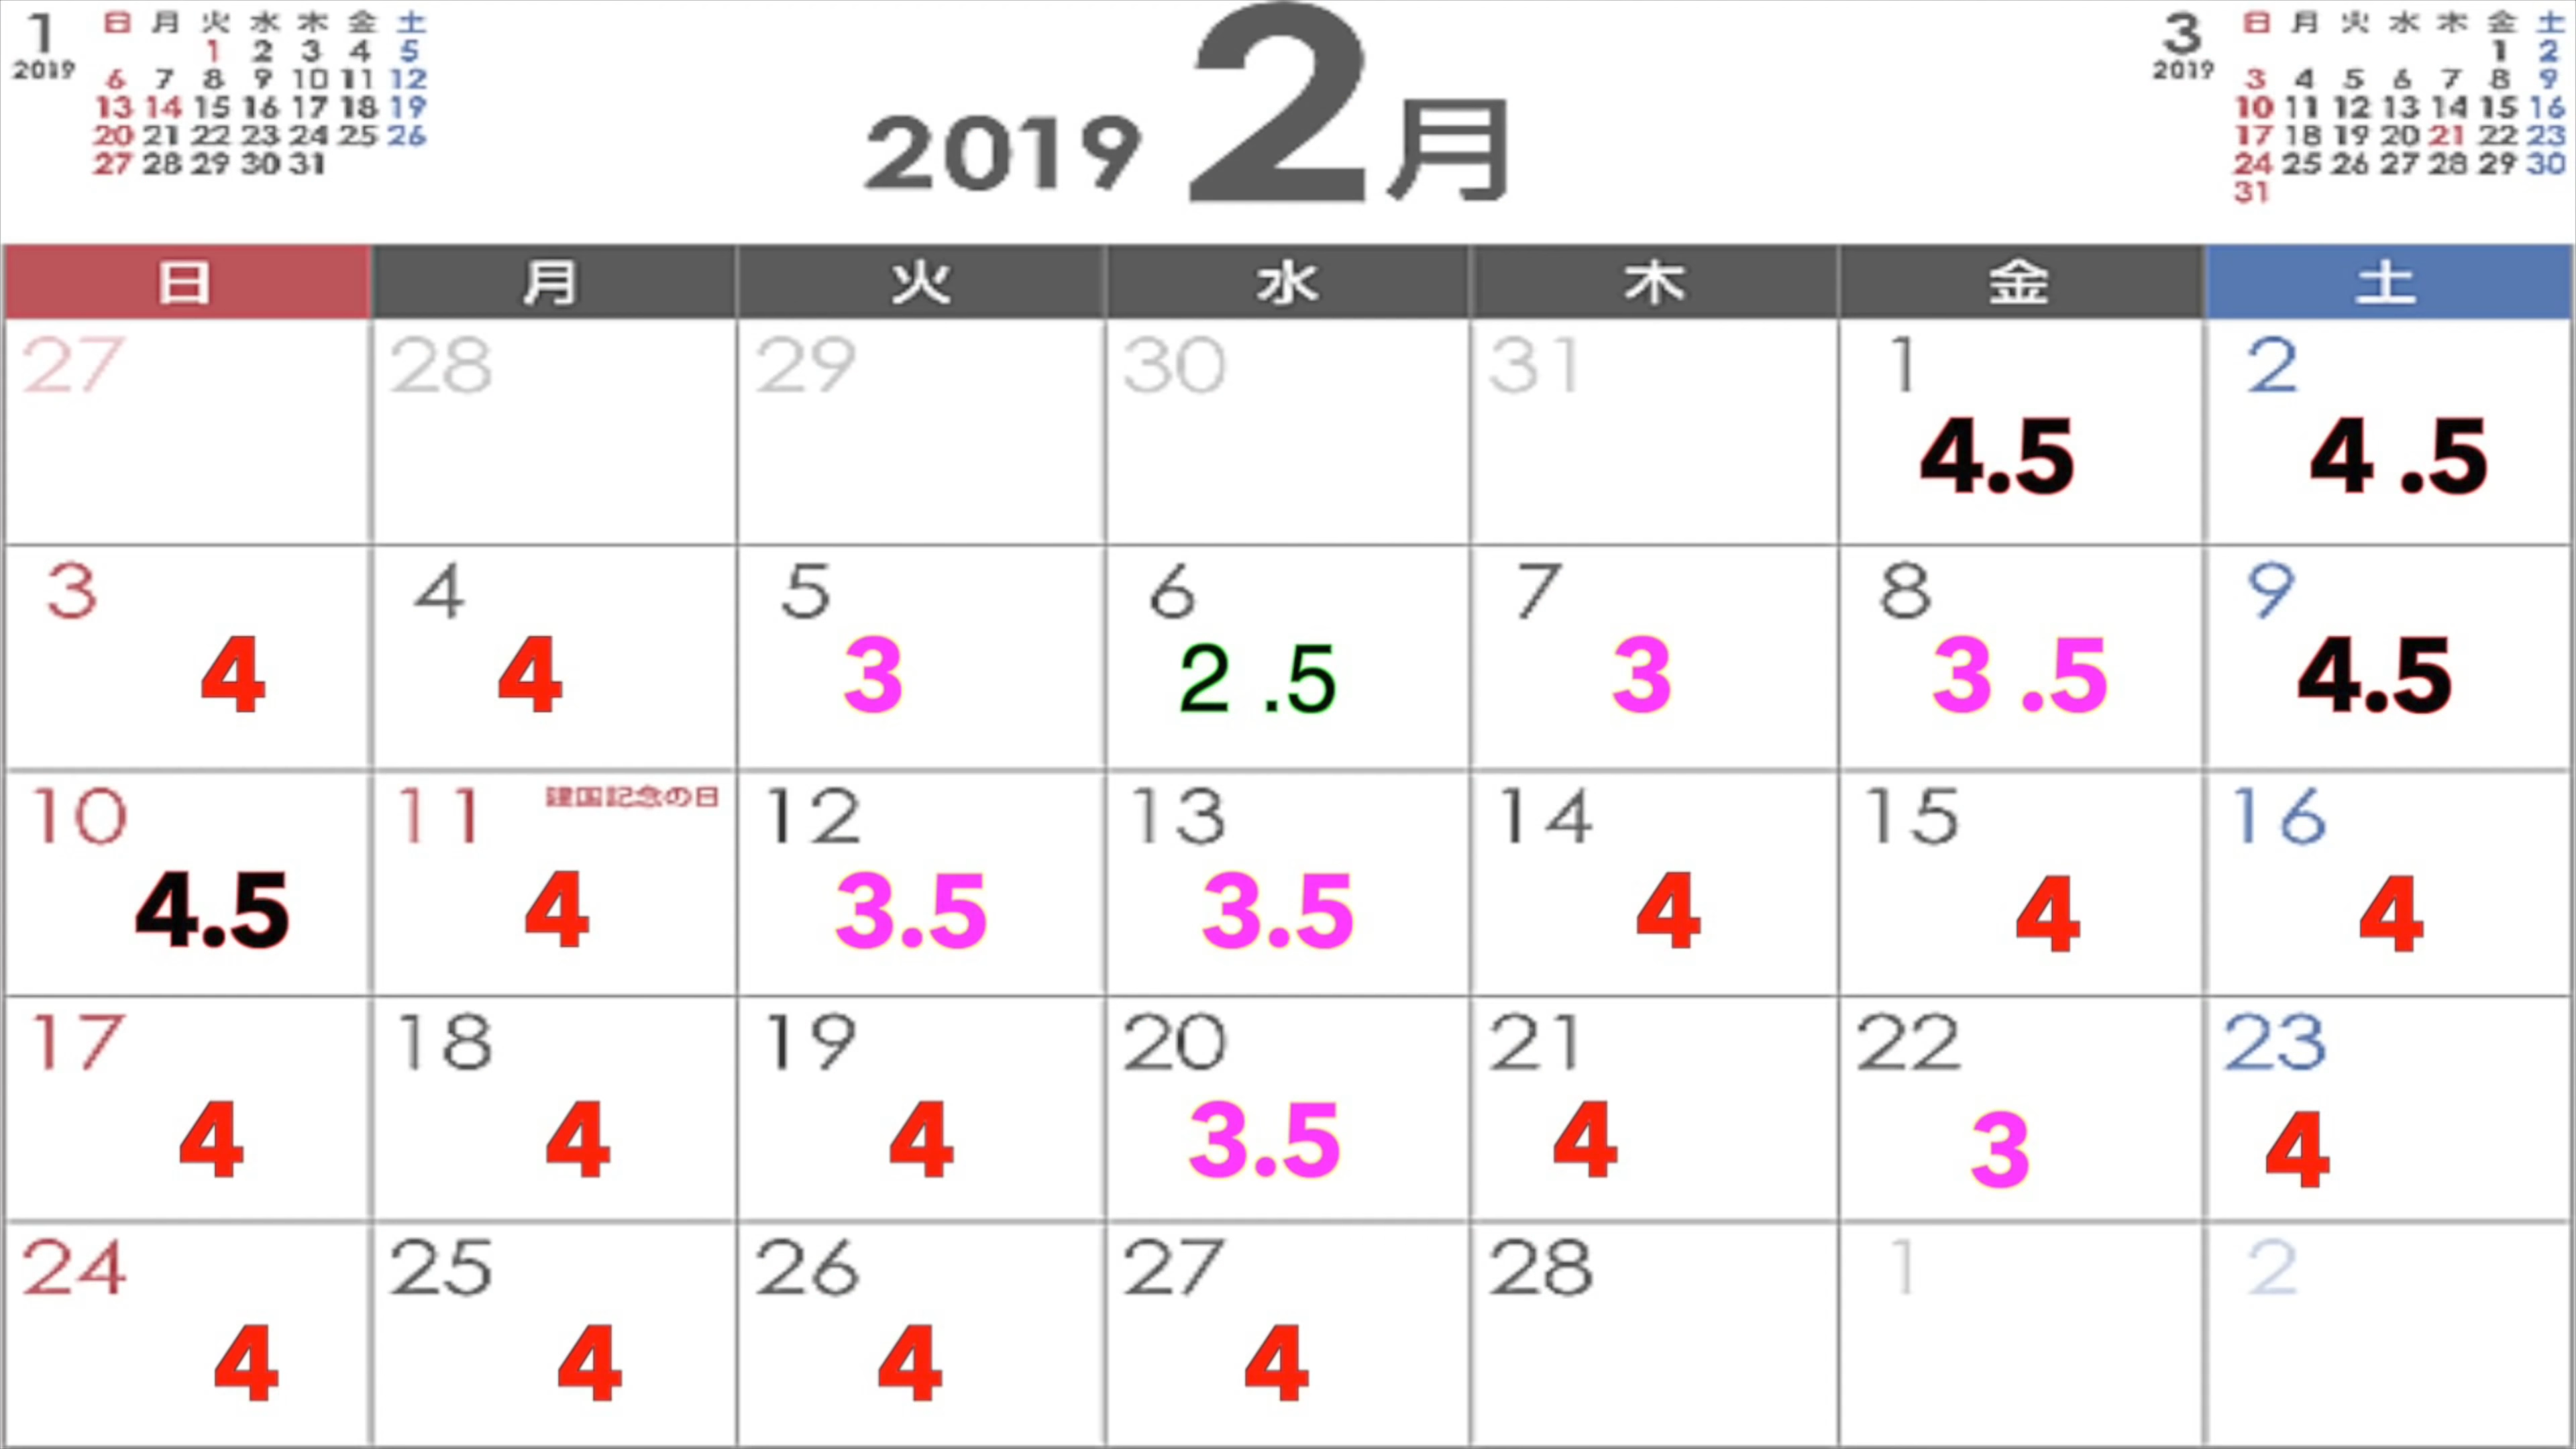 1 2019
日 月 火 水 木 金 土
1 2 3 4 5
6 7 8 9 10 11 12
13 14 15 16 17 18 19
20 21 22 23 24 25 26
27 28 29 30 31
2019 2月
3 2019
日 月 火 水 木 金 土
1 2
3 4 5 6 7 8 9
10 11 12 13 14 15 16
17 18 19 20 21 22 23
24 25 26 27 28 29 30
31
日 月 火 水 木 金 土
27 28 29 30 31 1 2
4.5 4 .5
3 4 5 6 7 8 9
4 4 3 2 .5 3 3 .5 4.5
10 11 建国記念の日 12 13 14 15 16
4.5 4 3.5 3.5 4 4 4
17 18 19 20 21 22 23
4 4 4 3.5 4 3 4
24 25 26 27 28 1 2
4 4 4 4